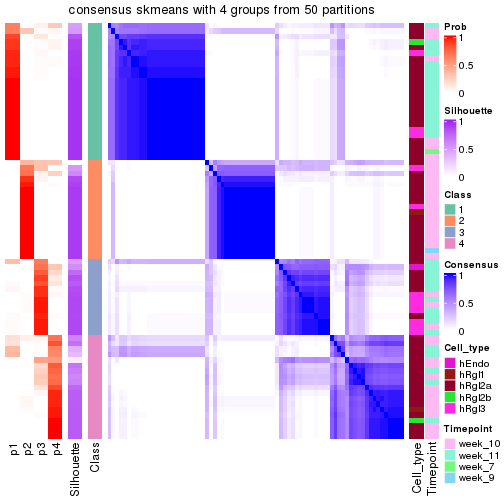 consensus skmeans with 4 groups from 50 partitions
p1
p2
p3
p4
Silhouette
Class
Cell_type
Timepoint
Prob
1
0.5
0
Silhouette
1
0.5
0
Class
1
2
3
4
Consensus
1
0.5
0
Cell_type
hEndo
hRgl1
hRgl2a
hRgl2b
hRgl3
Timepoint
week_10
week_11
week_7
week_9